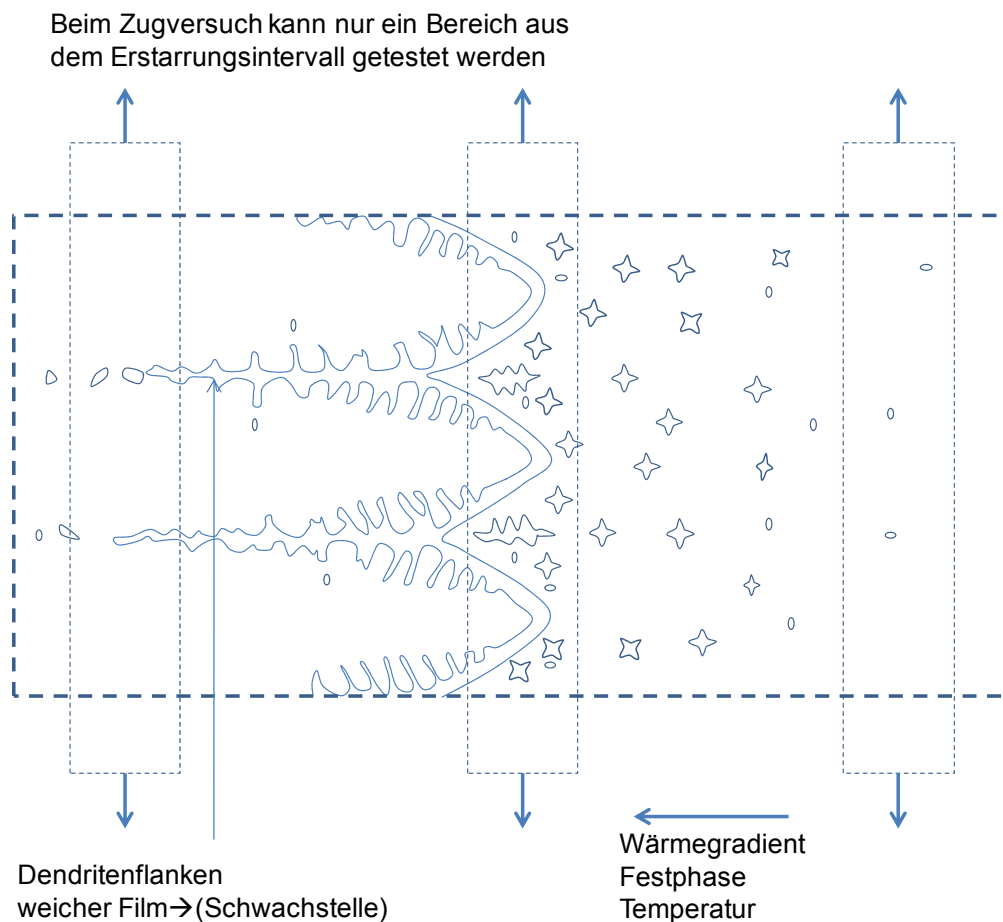 Beim Zugversuch kann nur ein Bereich aus
dem Erstarrungsintervall getestet werden
Wärmegradient
Festphase
Temperatur
Dendritenflanken
weicher Film→(Schwachstelle)